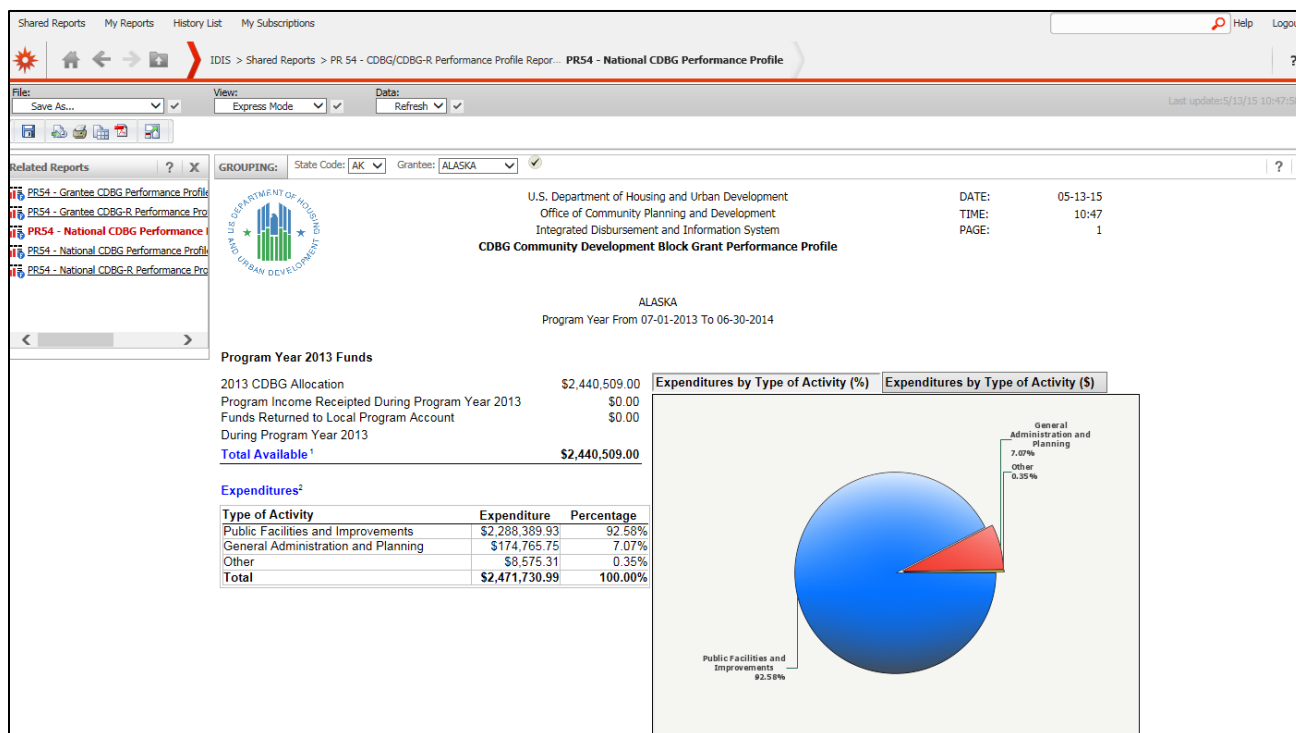 Shared Reports My Reports History List My Subscriptions Help Logou
IDIS > Shared Reports > PR 54 - CDBG/CDBG-R Performance Profile Repor... PR54 - National CDBG Performance Profile ?
File: View: Data:
Save As... Express Mode Refresh Last update:5/13/15 10:47:5
Related Reports ? X GROUPING: State Code: AK Grantee: ALASKA ?
PR54 - Grantee CDBG Performance Profile
PR54 - Grantee CDBG-R Performance Pro
PR54 - National CDBG Performance
PR54 - National CDBG Performance Profile
PR54 - National CDBG-R Performance Pro
U.S. DEPARTMENT OF HOUSING AND URBAN DEVELOPMENT
U.S. Department of Housing and Urban Development DATE: 05-13-15
Office of Community Planning and Development TIME: 10:47
Integrated Disbursement and Information System PAGE: 1
CDBG Community Development Block Grant Performance Profile
ALASKA
Program Year From 07-01-2013 To 06-30-2014
Program Year 2013 Funds
2013 CDBG Allocation $2,440,509.00
Program Income Receipted During Program Year 2013 $0.00
Funds Returned to Local Program Account $0.00
During Program Year 2013
Total Available 1 $2,440,509.00
Expenditures2
Type of Activity Expenditure Percentage
Public Facilities and Improvements $2,288,389.93 92.58%
General Administration and Planning $174,765.75 7.07%
Other $8,575.31 0.35%
Total $2,471,730.99 100.00%
Expenditures by Type of Activity (%) Expenditures by Type of Activity ($)
General
Administration and
Planning
7.07%
Other
0.35%
Public Facilities and
Improvements
92.58%